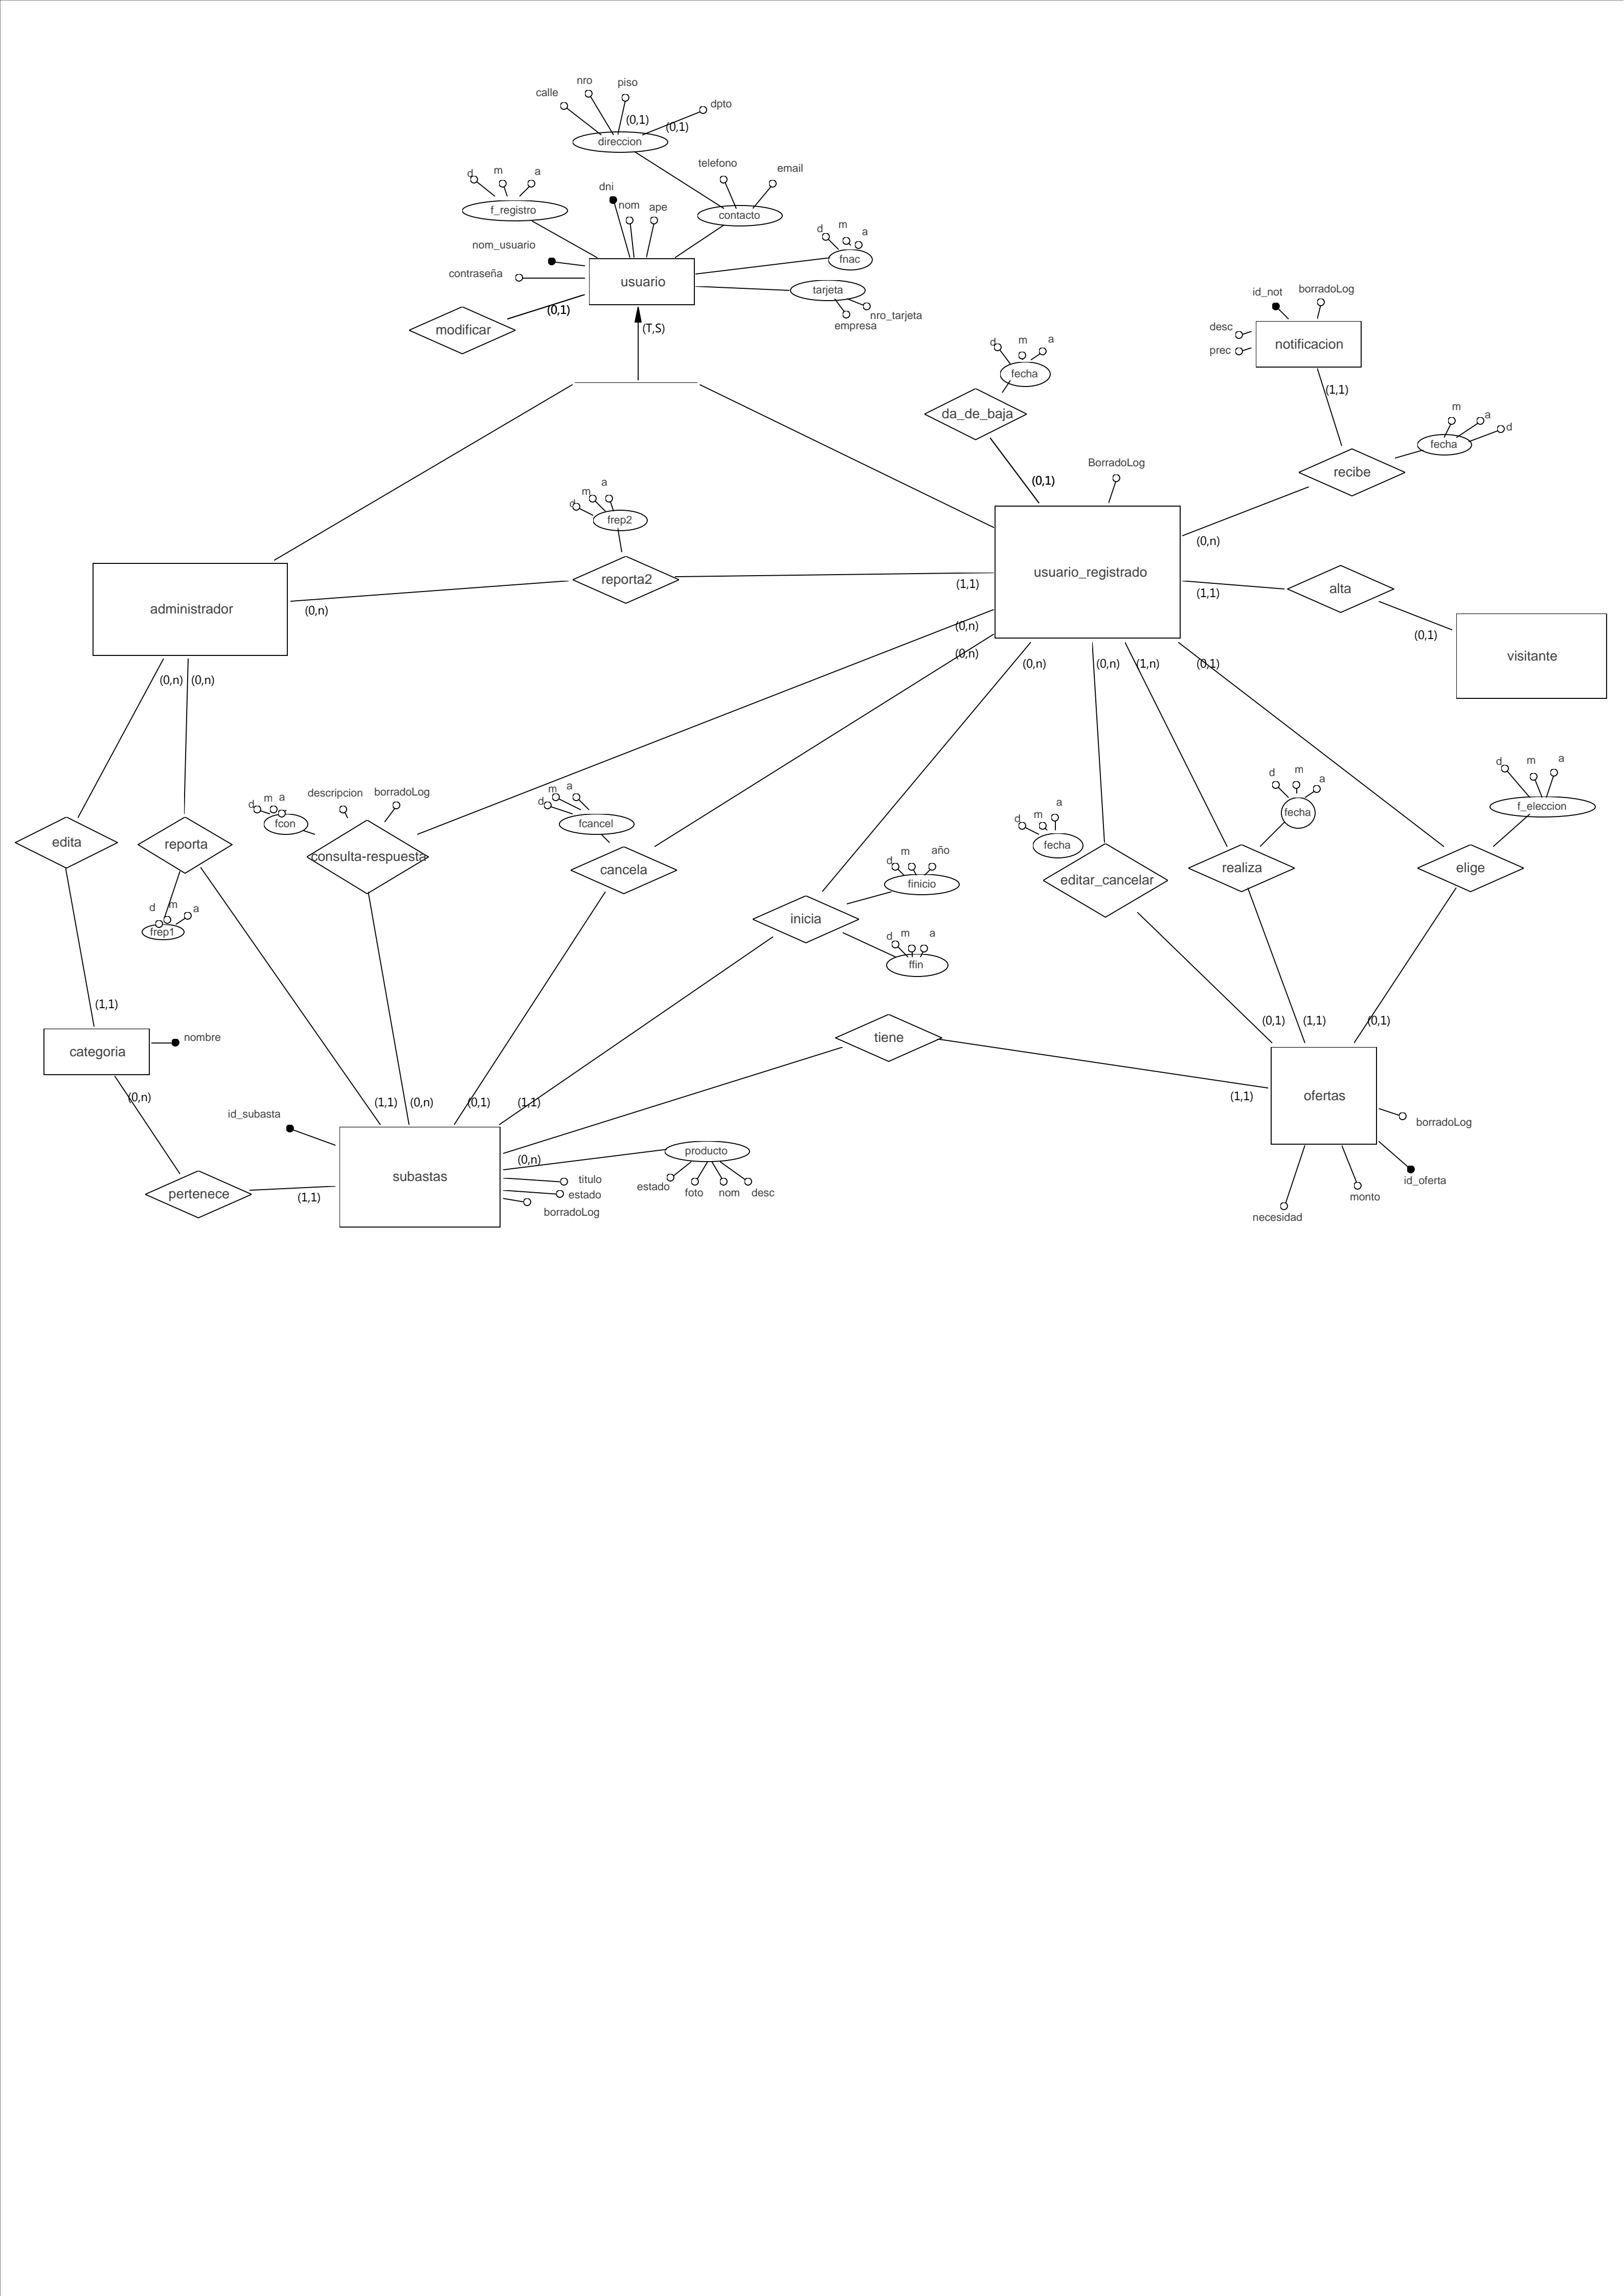 nro
piso
calle
dpto
(0,1)
(0,1)
direccion
telefono
email
d
m
a
dni
nom
ape
f_registro
contacto
nom_usuario
d
m
a
contraseña
usuario
fnac
tarjeta
nro_tarjeta
empresa
modificar
(0,1)
(T,S)
id_not
borradoLog
desc
prec
notificacion
d
m
a
fecha
da_de_baja
(1,1)
m
a
d
fecha
recibe
BorradoLog
(0,1)
(0,n)
d
m
a
frep2
reporta2
usuario_registrado
(1,1)
(0,n)
administrador
(1,1)
alta
(0,1)
visitante
(0,n)
(0,n)
(0,n)
(0,n)
(0,n)
(0,n)
(1,n)
(0,1)
d
m
a
descripcion
borradoLog
fcon
d
m
a
fcancel
d
m
a
fecha
d
m
a
fecha
d
m
a
f_eleccion
edita
reporta
consulta-respuesta
cancela
d
m
año
finicio
editar_cancelar
realiza
elige
d
m
a
frep1
inicia
d
m
a
ffin
(1,1)
(0,1)
(1,1)
(0,1)
categoria
nombre
tiene
(0,n)
(1,1)
(0,n)
(0,1)
(1,1)
(1,1)
ofertas
id_subasta
borradoLog
pertenece
(1,1)
subastas
(0,n)
producto
titulo
estado
borradoLog
estado
foto
nom
desc
id_oferta
monto
necesidad